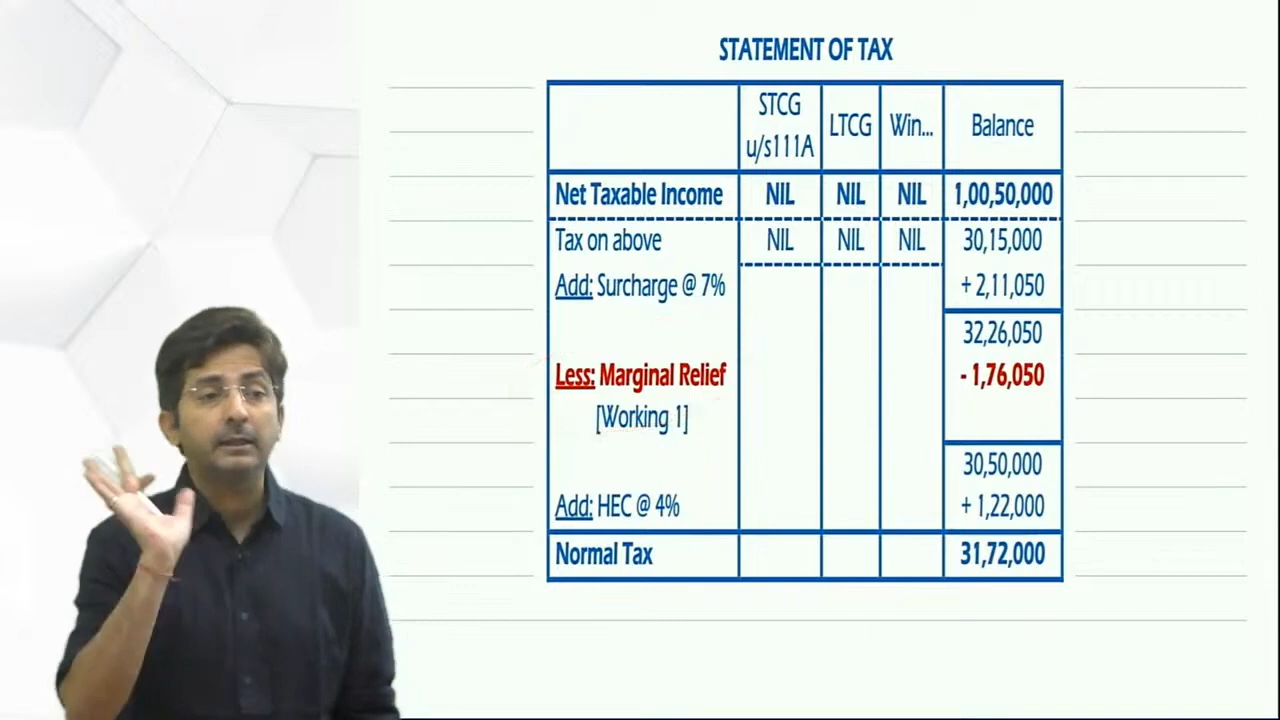 STATEMENT OF TAX
STCG
u/s111A
LTCG
Win...
Balance
Net Taxable Income NIL NIL NIL 1,00,50,000
Tax on above NIL NIL NIL 30,15,000
Add: Surcharge @ 7% + 2,11,050
32,26,050
Less: Marginal Relief - 1,76,050
[Working 1]
30,50,000
Add: HEC @ 4% + 1,22,000
Normal Tax 31,72,000